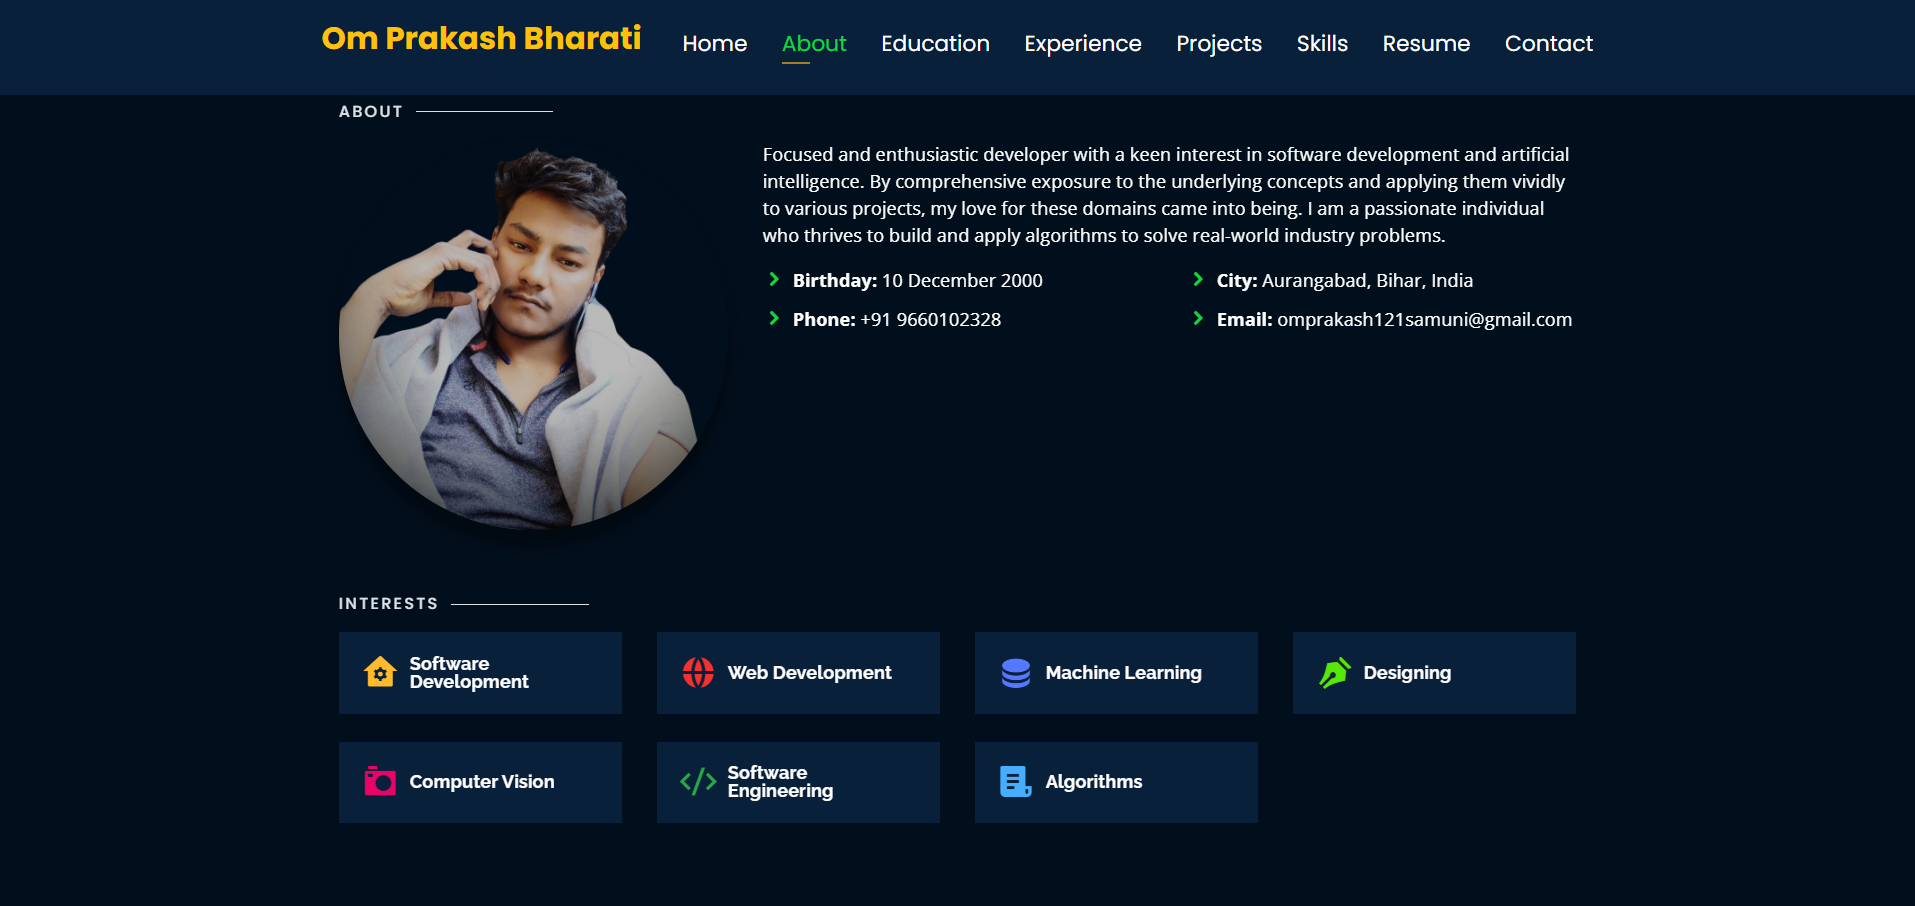 Om Prakash Bharati
Home About Education Experience Projects Skills Resume Contact
ABOUT
Focused and enthusiastic developer with a keen interest in software development and artificial
intelligence. By comprehensive exposure to the underlying concepts and applying them vividly
to various projects, my love for these domains came into being. I am a passionate individual
who thrives to build and apply algorithms to solve real-world industry problems.
Birthday: 10 December 2000
City: Aurangabad, Bihar, India
Phone: +91 9660102328
Email: omprakash121samuni@gmail.com
INTERESTS
Software
Development
Web Development
Machine Learning
Designing
Computer Vision
Software
Engineering
Algorithms